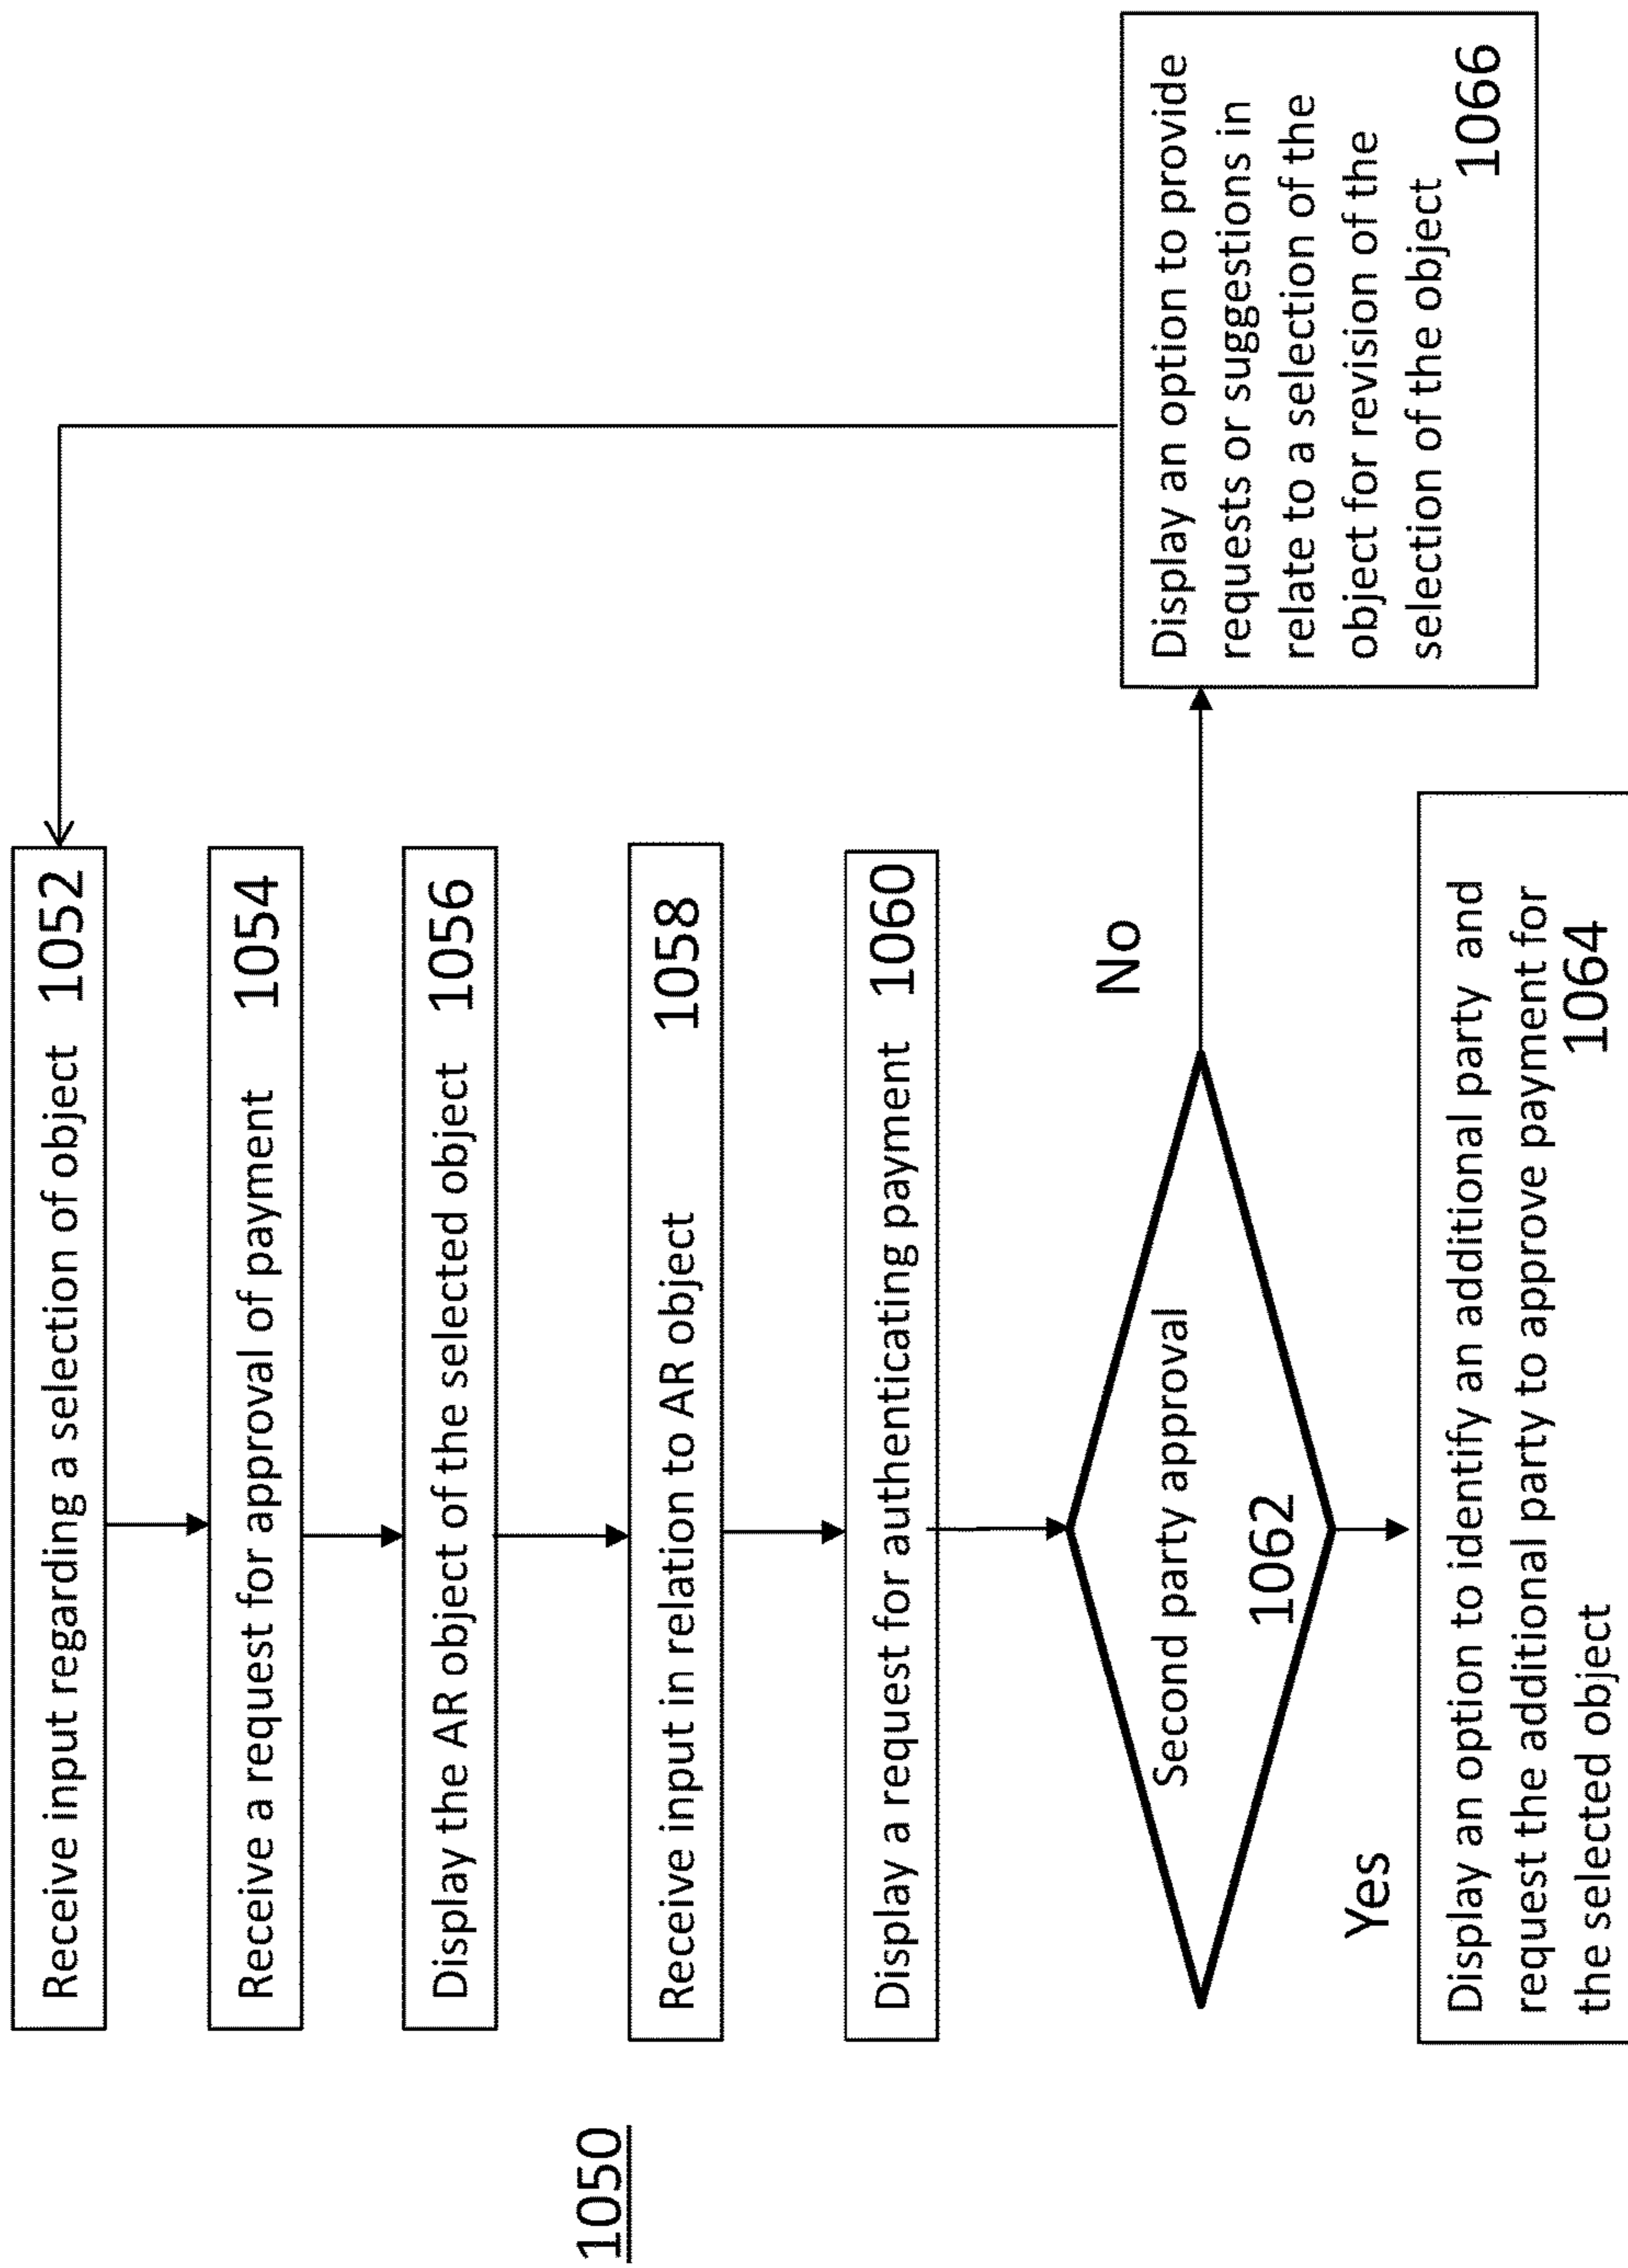 1050
Receive input regarding a selection of object 1052
Receive a request for approval of payment 1054
Display the AR object of the selected object 1056
Receive input in relation to AR object 1058
Display a request for authenticating payment 1060
Second party approval
1062
No
Yes
Display an option to provide
requests or suggestions in
relate to a selection of the
object for revision of the
selection of the object
1066
Display an option to identify an additional party and
request the additional party to approve payment for
the selected object
1064